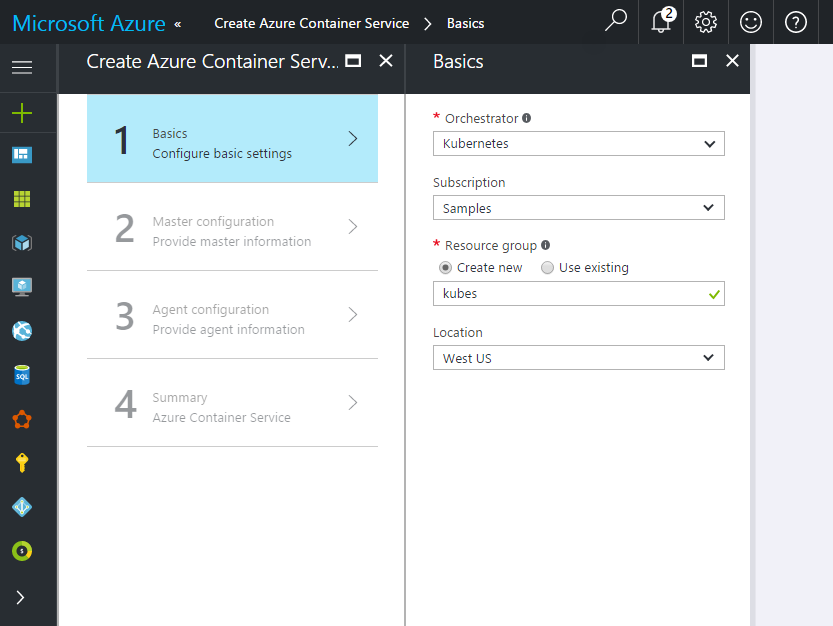 Microsoft Azure «
Create Azure Container Service > Basics
2
Create Azure Container Serv...
1
Basics
Configure basic settings
2
Master configuration
Provide master information
3
Agent configuration
Provide agent information
4
Summary
Azure Container Service
Basics
* Orchestrator
Kubernetes
Subscription
Samples
* Resource group
Create new Use existing
kubes
Location
West US
SQL